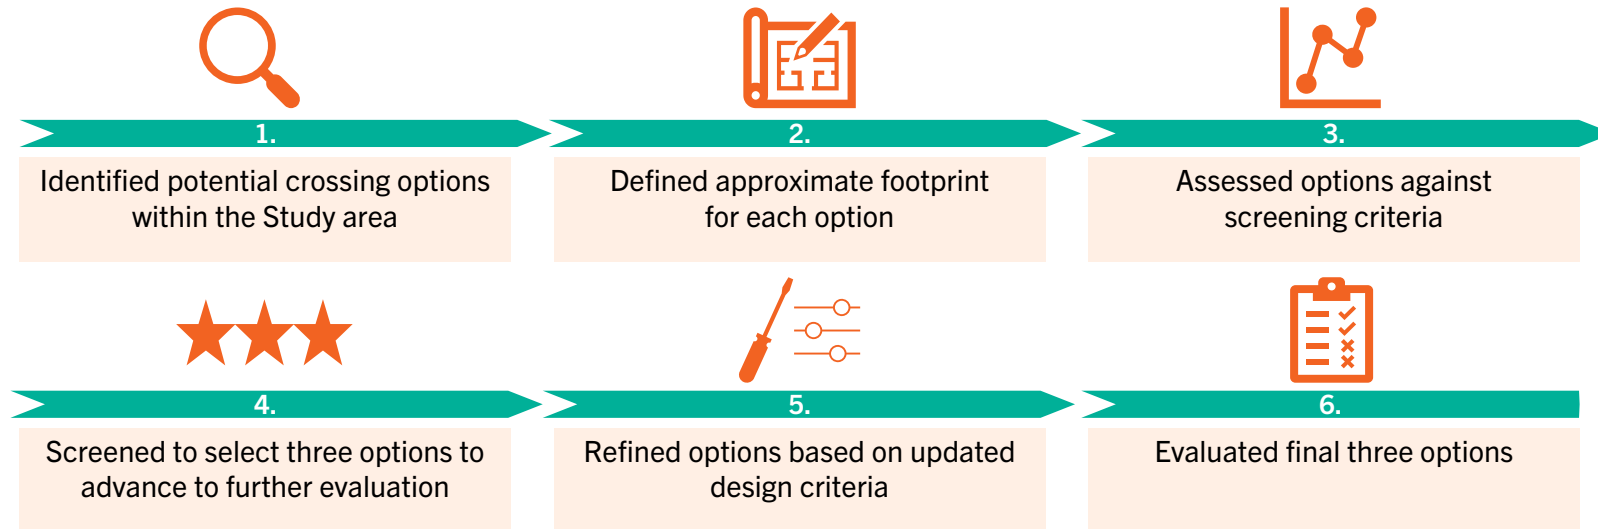 1.
Identified potential crossing options
within the Study area
2.
Defined approximate footprint
for each option
3.
Assessed options against
screening criteria
4.
Screened to select three options to
advance to further evaluation
5.
Refined options based on updated
design criteria
6.
Evaluated final three options